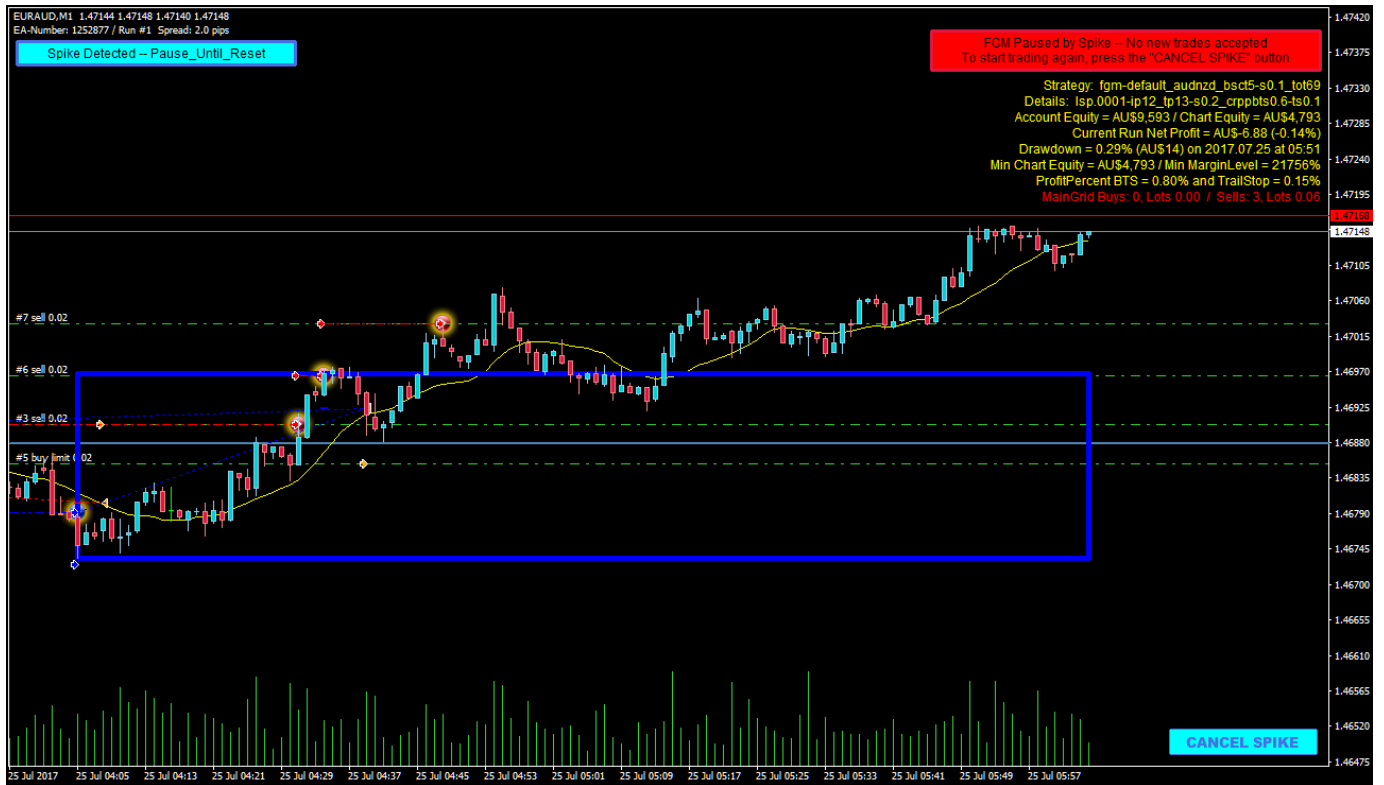 EURAUD,M1 1.47144 1.47148 1.47140 1.47148
EA-Number: 1252877 / Run #1 Spread: 2.0 pips
Spike Detected -- Pause_Until_Reset
FGM Paused by Spike -- No new trades accepted
To start trading again, press the "CANCEL SPIKE" button
Strategy: fgm-default_audnzd_bsct5-s0.1_tot69
Details: lsp.0001-ip12_tp13-s0.2_crppbts0.6-ts0.1
Account Equity = AU$9,593 / Chart Equity = AU$4,793
Current Run Net Profit = AU$-6.88 (-0.14%)
Drawdown = 0.29% (AU$14) on 2017.07.25 at 05:51
Min Chart Equity = AU$4,793 / Min MarginLevel = 21756%
ProfitPercent BTS = 0.80% and TrailStop = 0.15%
MainGrid Buys: 0, Lots 0.00 / Sells: 3, Lots 0.06
1.47420
1.47375
1.47330
1.47285
1.47240
1.47195
1.47168
1.47148
1.47105
1.47060
1.47015
1.46970
1.46925
1.46880
1.46835
1.46790
1.46745
1.46700
1.46655
1.46610
1.46565
1.46520
1.46475
#7 sell 0.02
#6 sell 0.02
#3 sell 0.02
#5 buy limit 0.02
CANCEL SPIKE
25 Jul 2017
25 Jul 04:05
25 Jul 04:13
25 Jul 04:21
25 Jul 04:29
25 Jul 04:37
25 Jul 04:45
25 Jul 04:53
25 Jul 05:01
25 Jul 05:09
25 Jul 05:17
25 Jul 05:25
25 Jul 05:33
25 Jul 05:41
25 Jul 05:49
25 Jul 05:57